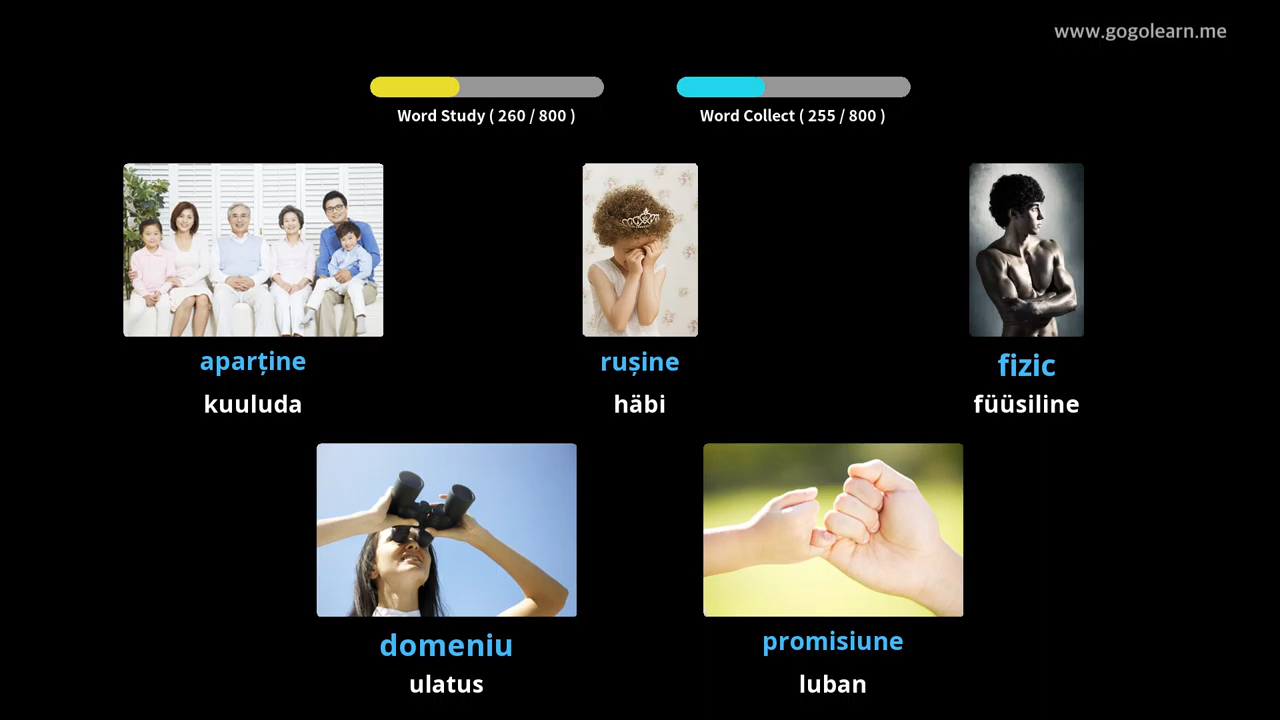 www.gogolearn.me
Word Study ( 260 / 800 )
Word Collect ( 255 / 800 )
aparține
rușine
fizic
kuuluda
häbi
füüsiline
domeniu
promisiune
ulatus
luban